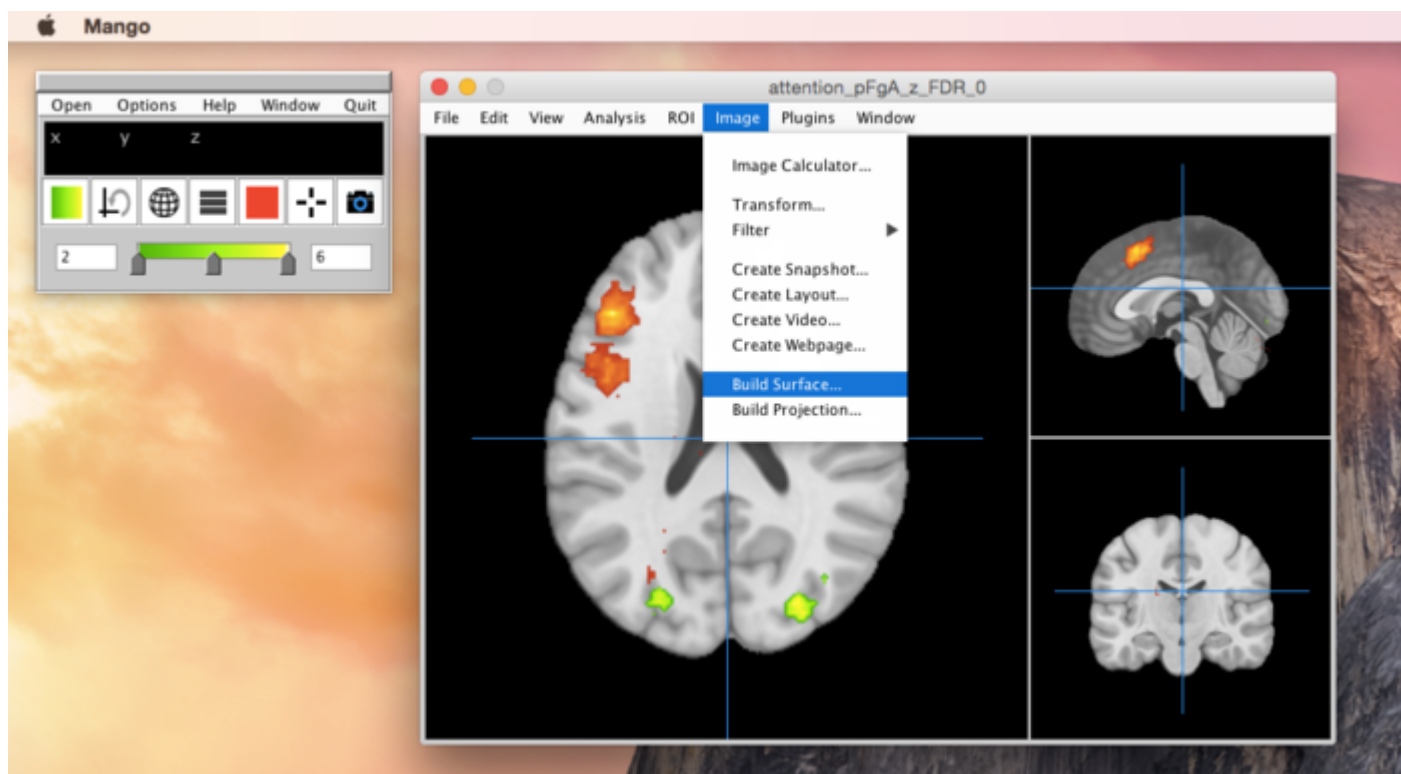 Mango
Open Options Help Window Quit
x y z
2 6
attention_pFgA_z_FDR_0
File Edit View Analysis ROI Image Plugins Window
Image Calculator...
Transform...
Filter
Create Snapshot...
Create Layout...
Create Video...
Create Webpage...
Build Surface...
Build Projection...